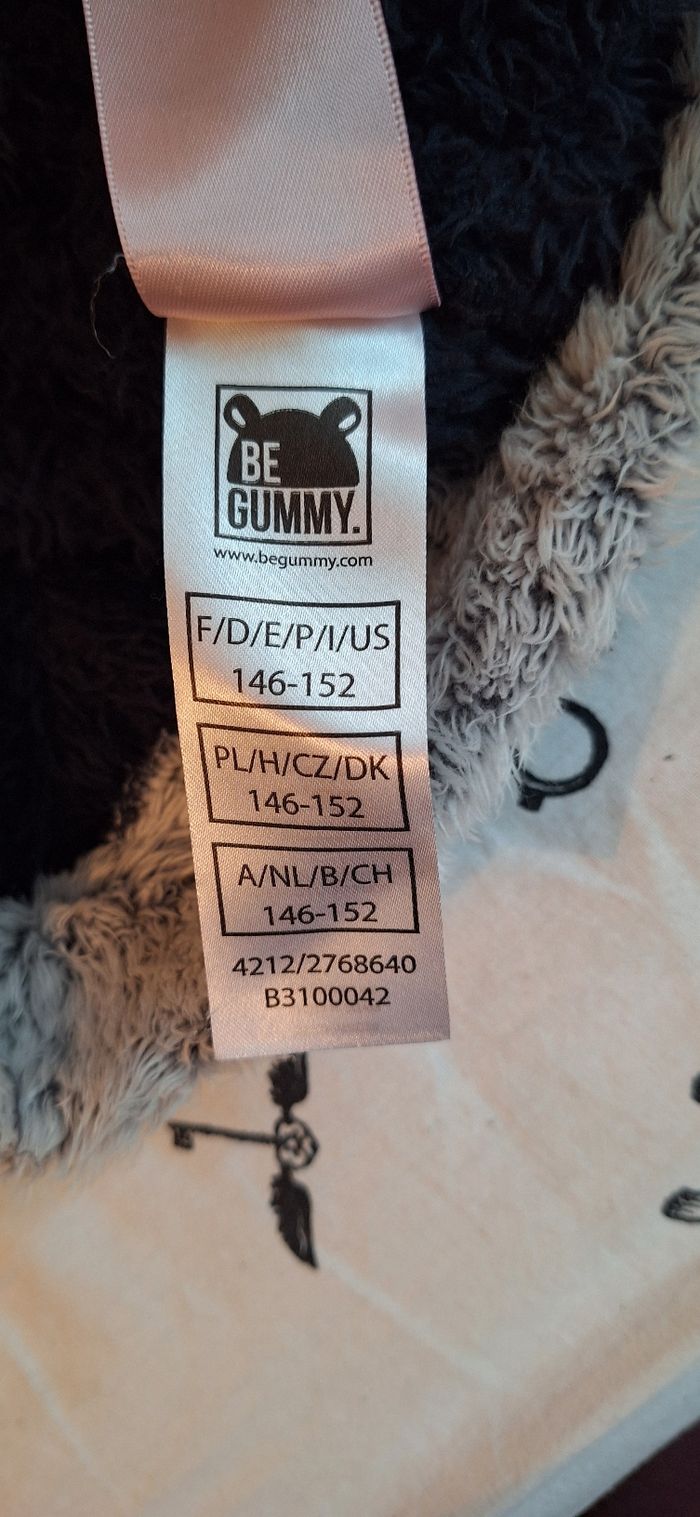 BE
GUMMY.
www.begummy.com
F/D/E/P/I/US
146-152
PL/H/CZ/DK
146-152
A/NL/B/CH
146-152
4212/2768640
B3100042